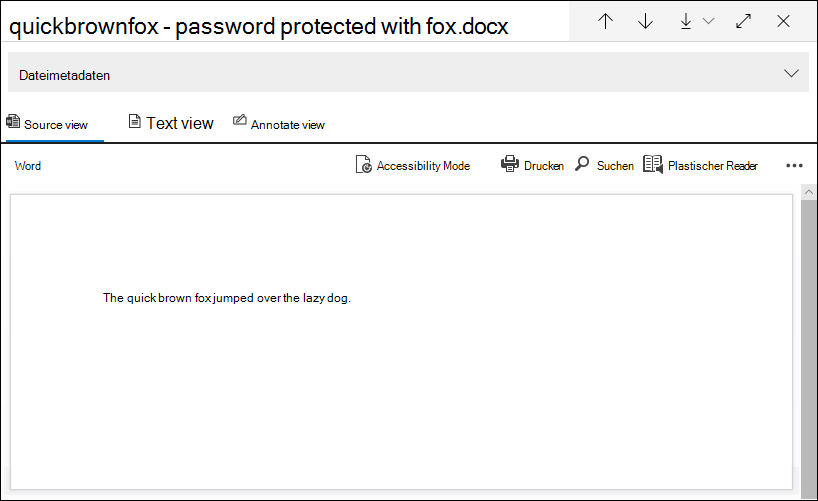 quickbrownfox - password protected with fox.docx
Dateimetadaten
Source view Text view Annotate view
Word Accessibility Mode Drucken Suchen Plastischer Reader
The quick brown fox jumped over the lazy dog.